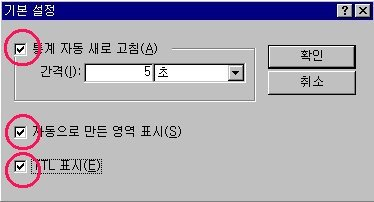 기본 설정
통계 자동 새로 고침(A)
확인
간격(I): 5 초
취소
자동으로 만든 영역 표시(S)
TTL 표시(E)